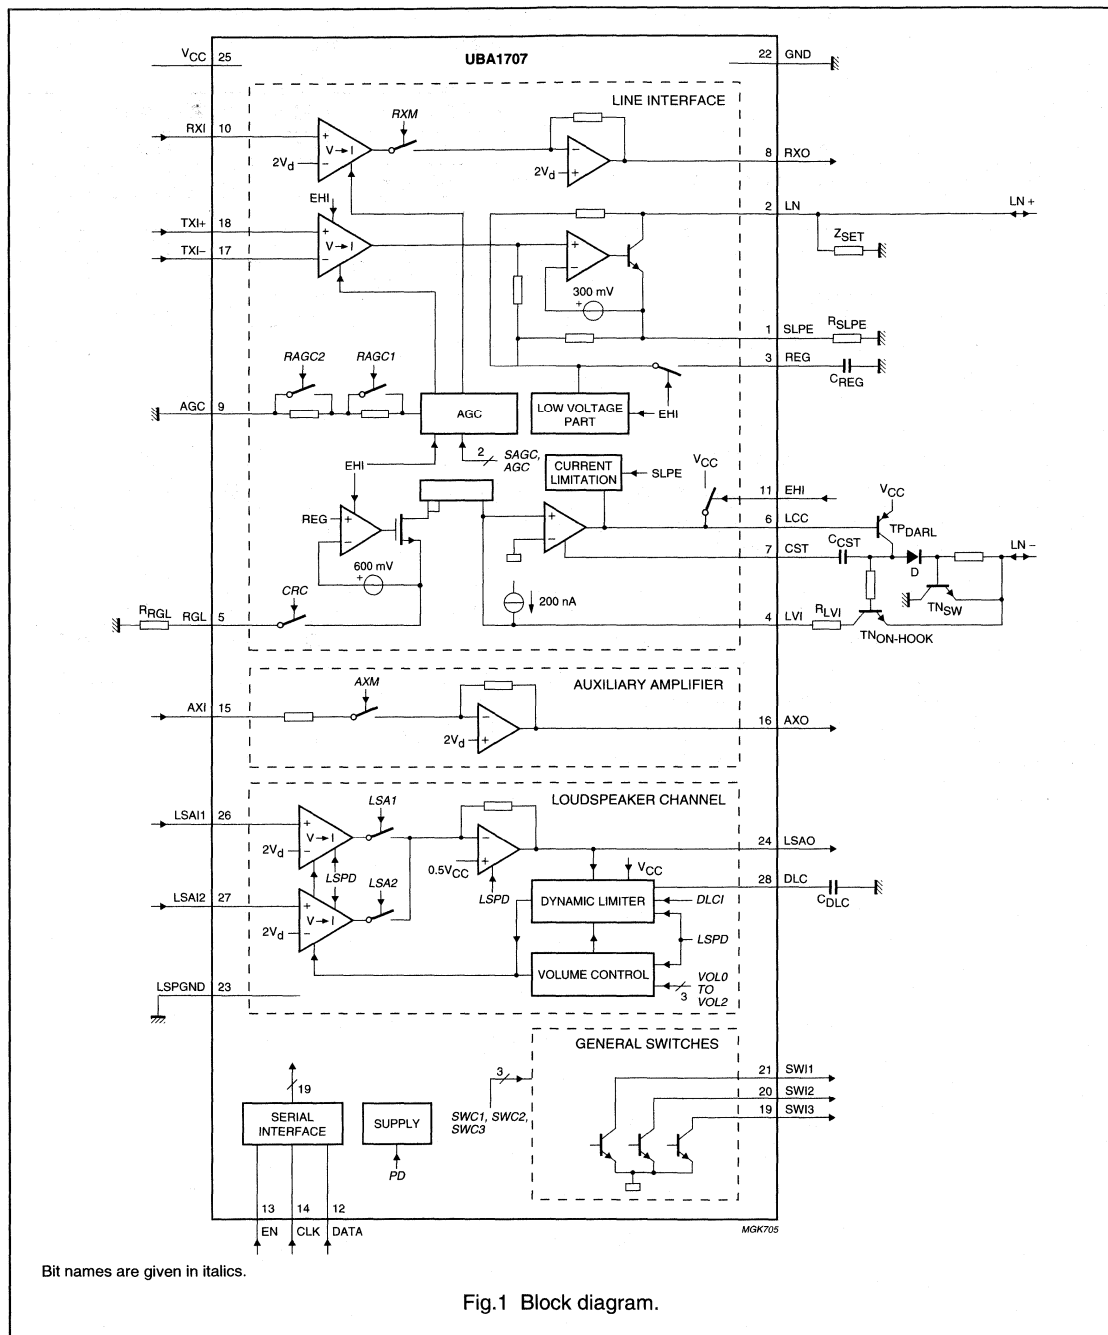 UBA1707
VCC 25
22 GND
LINE INTERFACE
RXI 10
RXM
+
V→I
2Vd −
−
2Vd +
8 RXO
EHI
TXI+ 18
TXI− 17
+
V→I
−
2 LN
LN +
ZSET
+
−
300 mV
+
1 SLPE
RSLPE
3 REG
CREG
RAGC2
RAGC1
AGC 9
AGC
LOW VOLTAGE
PART
EHI
2
SAGC,
AGC
EHI
CURRENT
LIMITATION
SLPE
VCC
11 EHI
6 LCC
VCC
TPDARL
REG +
−
+
−
7 CST
CCST
D
LN −
600 mV
+
CRC
200 nA
TNSW
RRGL
RGL 5
4 LVI
RLVI
TNON-HOOK
AUXILIARY AMPLIFIER
AXI 15
AXM
−
2Vd +
16 AXO
LOUDSPEAKER CHANNEL
LSAI1 26
LSA1
+
V→I
2Vd −
−
0.5VCC +
24 LSAO
LSPD
LSA2
LSPD
VCC
28 DLC
CDLC
LSAI2 27
+
V→I
2Vd −
DYNAMIC LIMITER
DLCI
LSPD
VOLUME CONTROL
VOL0
TO
VOL2
3
LSPGND 23
GENERAL SWITCHES
3
SWC1, SWC2,
SWC3
21 SWI1
20 SWI2
19 SWI3
19
SERIAL
INTERFACE
SUPPLY
PD
13 14 12
EN CLK DATA
MGK705
Bit names are given in italics.
Fig.1 Block diagram.